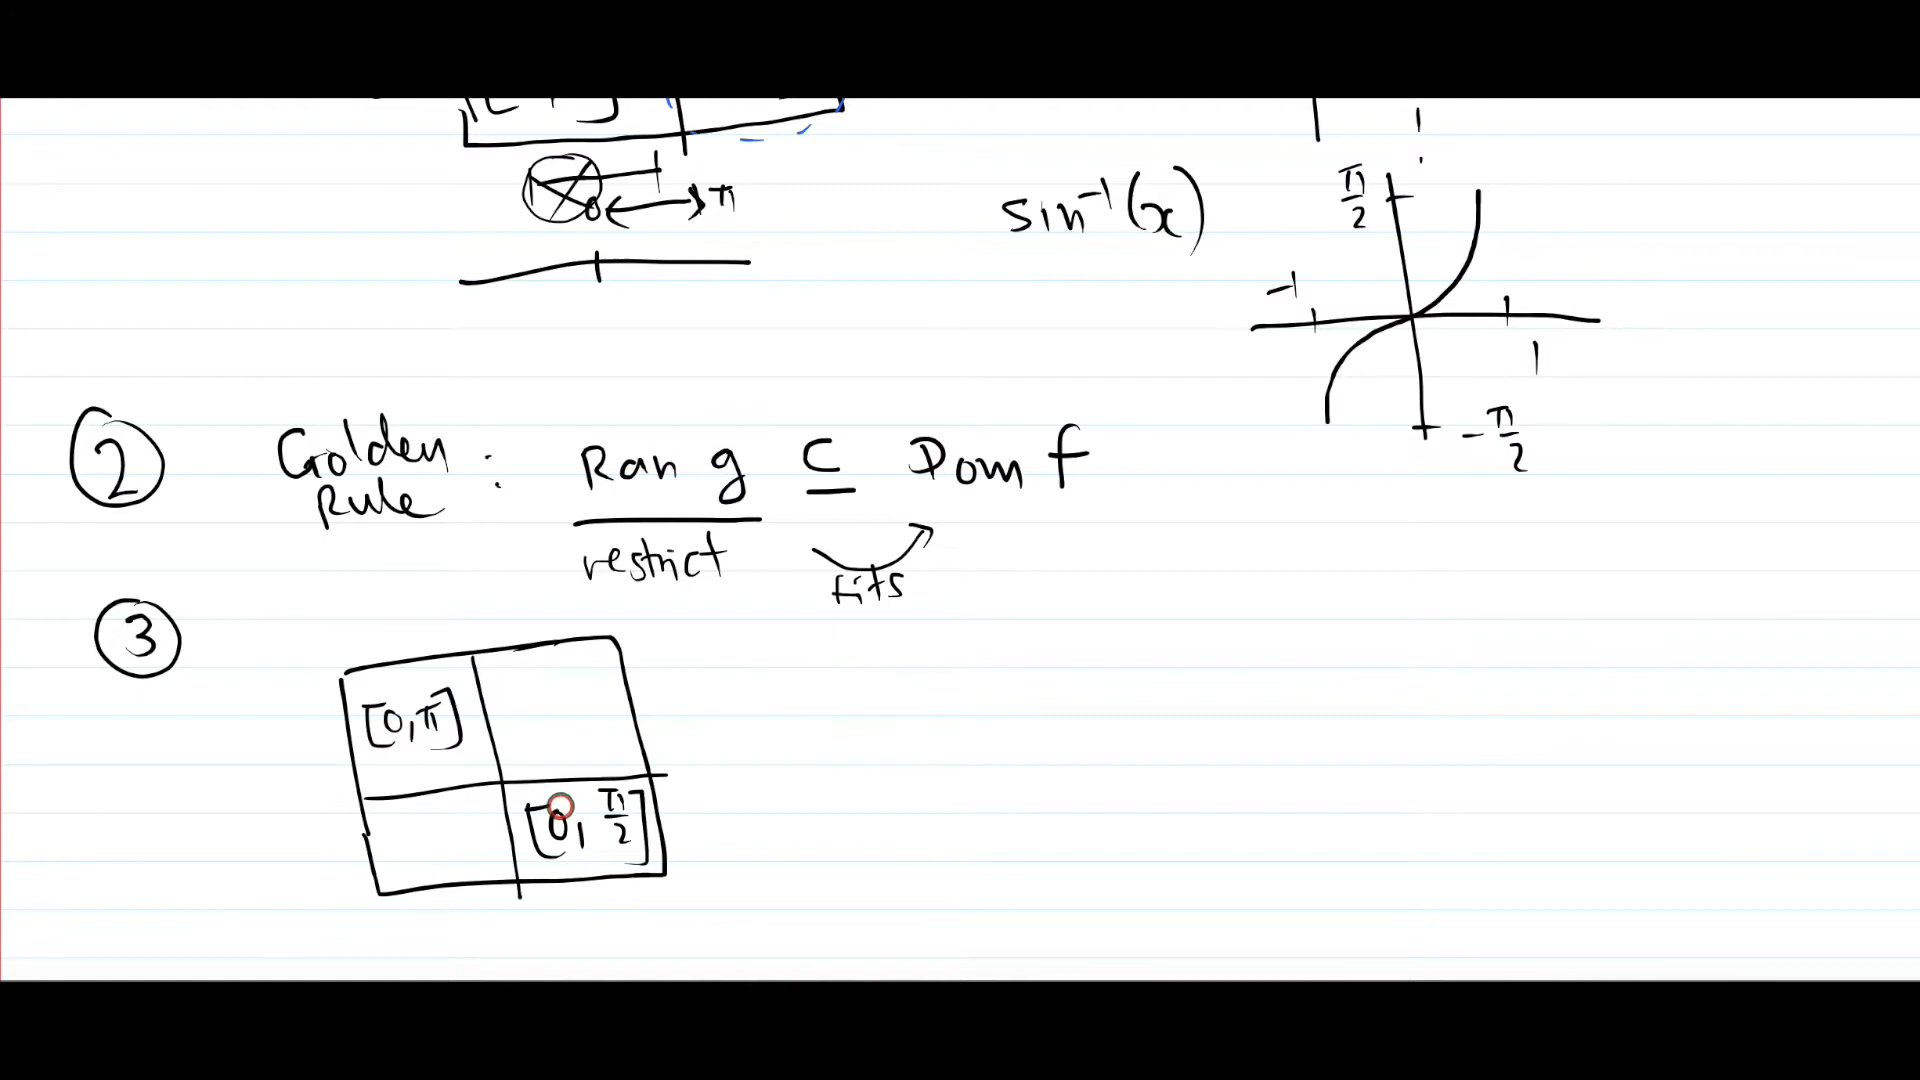 0 π
sin⁻¹(x)
π/2
-1
1
-π/2
② Golden Rule : Ran g ⊆ Dom f
restrict fits
③
[0, π]
[0, π/2]